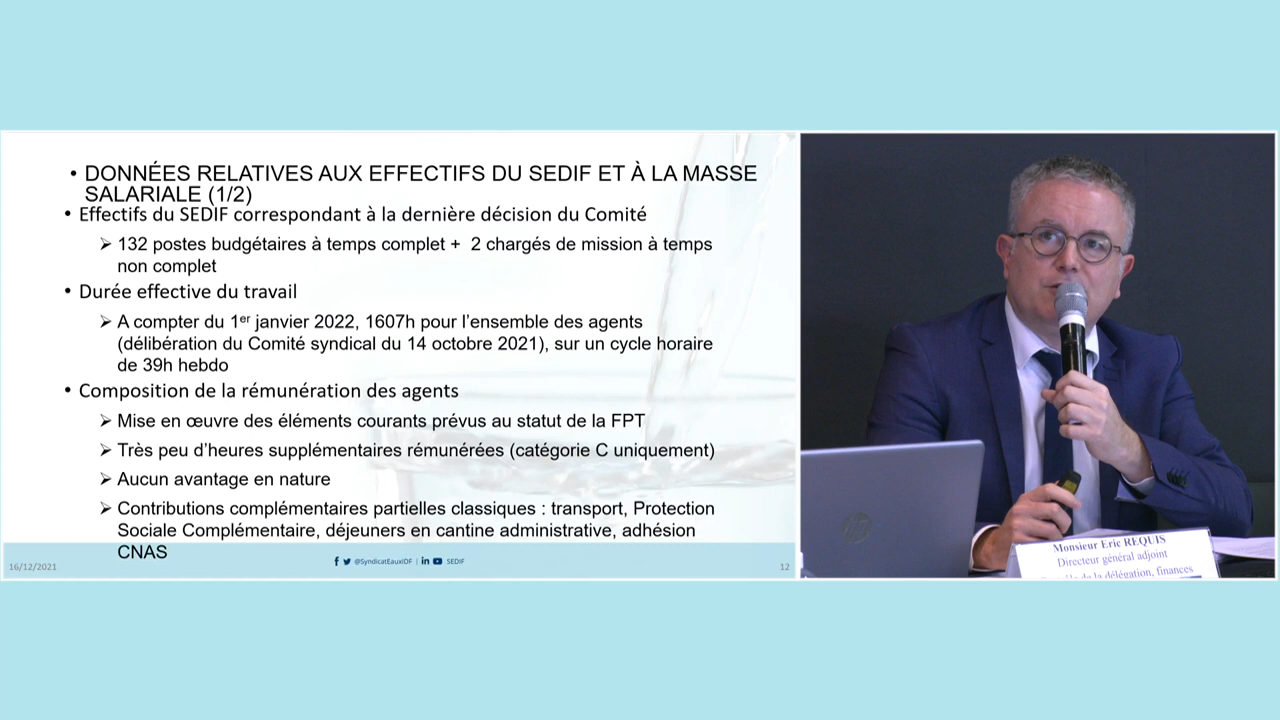 • DONNÉES RELATIVES AUX EFFECTIFS DU SEDIF ET À LA MASSE
SALARIALE (1/2)
• Effectifs du SEDIF correspondant à la dernière décision du Comité
➢ 132 postes budgétaires à temps complet + 2 chargés de mission à temps
non complet
• Durée effective du travail
➢ A compter du 1er janvier 2022, 1607h pour l'ensemble des agents
(délibération du Comité syndical du 14 octobre 2021), sur un cycle horaire
de 39h hebdo
• Composition de la rémunération des agents
➢ Mise en œuvre des éléments courants prévus au statut de la FPT
➢ Très peu d'heures supplémentaires rémunérées (catégorie C uniquement)
➢ Aucun avantage en nature
➢ Contributions complémentaires partielles classiques : transport, Protection
Sociale Complémentaire, déjeuners en cantine administrative, adhésion
CNAS
16/12/2021
@SyndicatEauxIDF | SEDIF
12
hp
Monsieur Eric REQUIS
Directeur général adjoint
de la délégation, finances